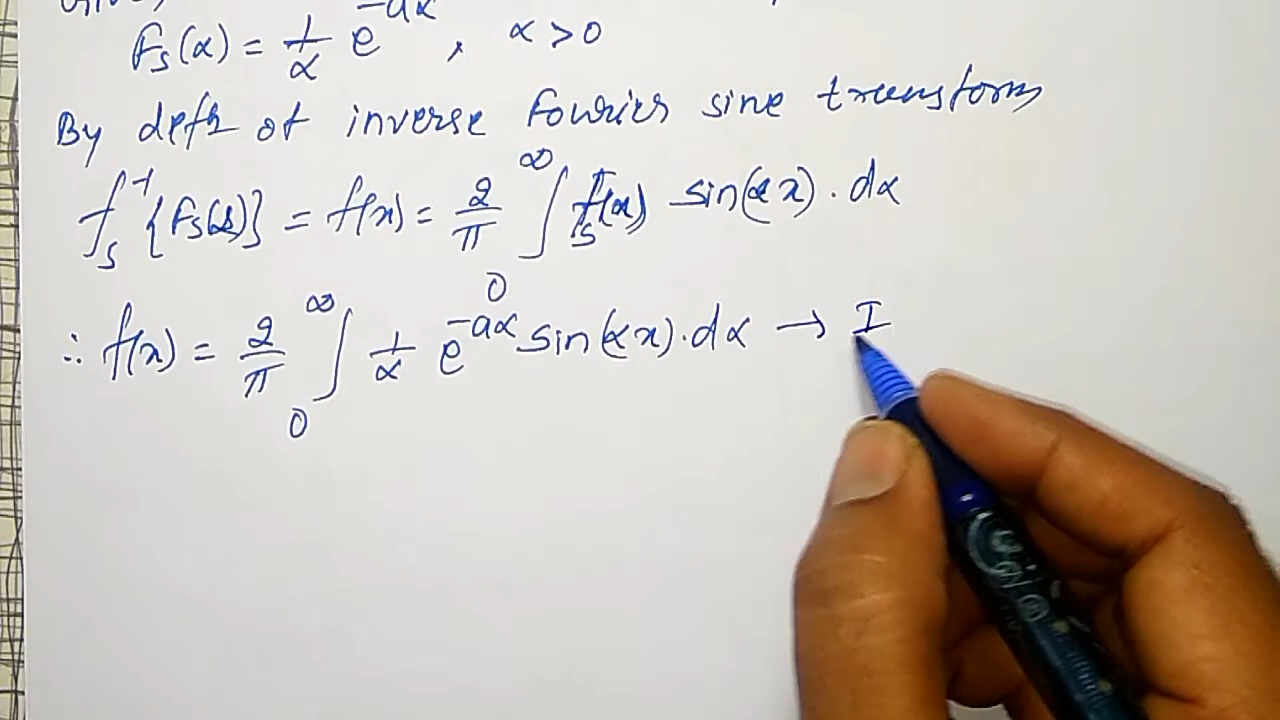 Fs(α) = 1/α e^-aα, α > 0
By defn of inverse Fourier sine transform
fs^-1 {Fs(α)} = f(x) = 2/π ∫0^∞ Fs(α) sin(αx). dα
∴ f(x) = 2/π ∫0^∞ 1/α e^-aα sin(αx). dα → I